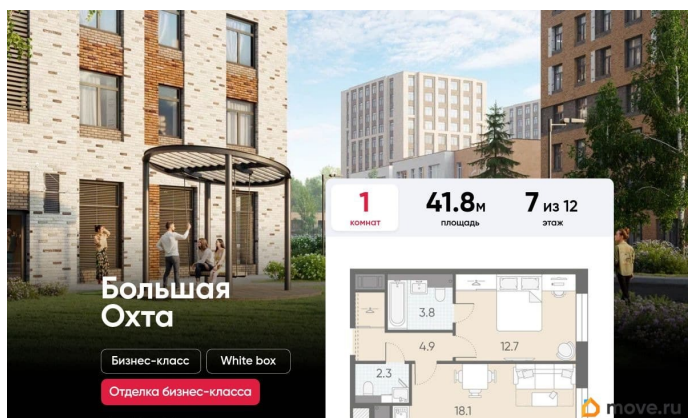 1
комнат
41.8м
площадь
7 из 12
этаж
Большая
Охта
Бизнес-класс
White box
Отделка бизнес-класса
3.8
4.9
12.7
2.3
18.1
move.ru